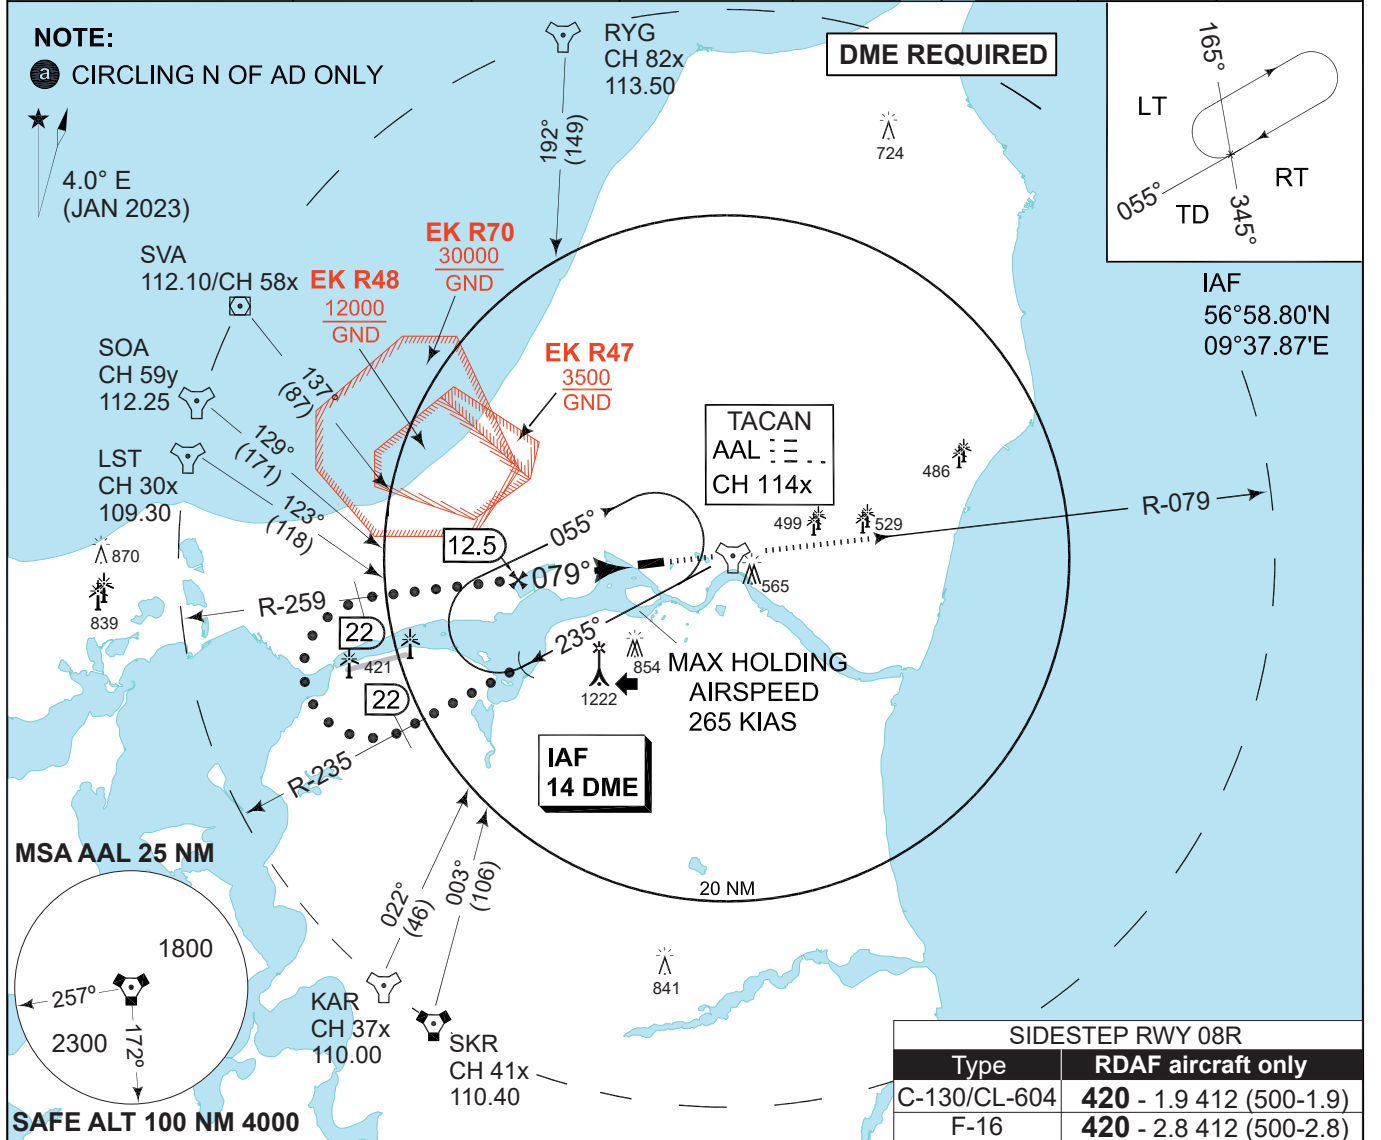 NOTE:
a CIRCLING N OF AD ONLY
4.0° E
(JAN 2023)
RYG
CH 82x
113.50
192°
(149)
DME REQUIRED
724
165°
LT
RT
055°
TD
345°
IAF
56°58.80'N
09°37.87'E
SVA
112.10/CH 58x
EK R48
12000
GND
EK R70
30000
GND
EK R47
3500
GND
SOA
CH 59y
112.25
137°
(87)
129°
(171)
LST
CH 30x
109.30
123°
(118)
TACAN
AAL
CH 114x
486
499
529
R-079
870
839
12.5
055°
079°
565
R-259
22
421
235°
854
1222
MAX HOLDING
AIRSPEED
265 KIAS
22
R-235
IAF
14 DME
20 NM
MSA AAL 25 NM
1800
257°
2300
172°
SAFE ALT 100 NM 4000
022°
(46)
003°
(106)
KAR
CH 37x
110.00
SKR
CH 41x
110.40
841
SIDESTEP RWY 08R
Type RDAF aircraft only
C-130/CL-604 420 - 1.9 412 (500-1.9)
F-16 420 - 2.8 412 (500-2.8)